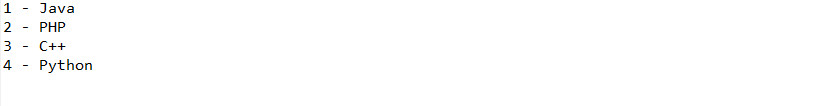 1 - Java
2 - PHP
3 - C++
4 - Python